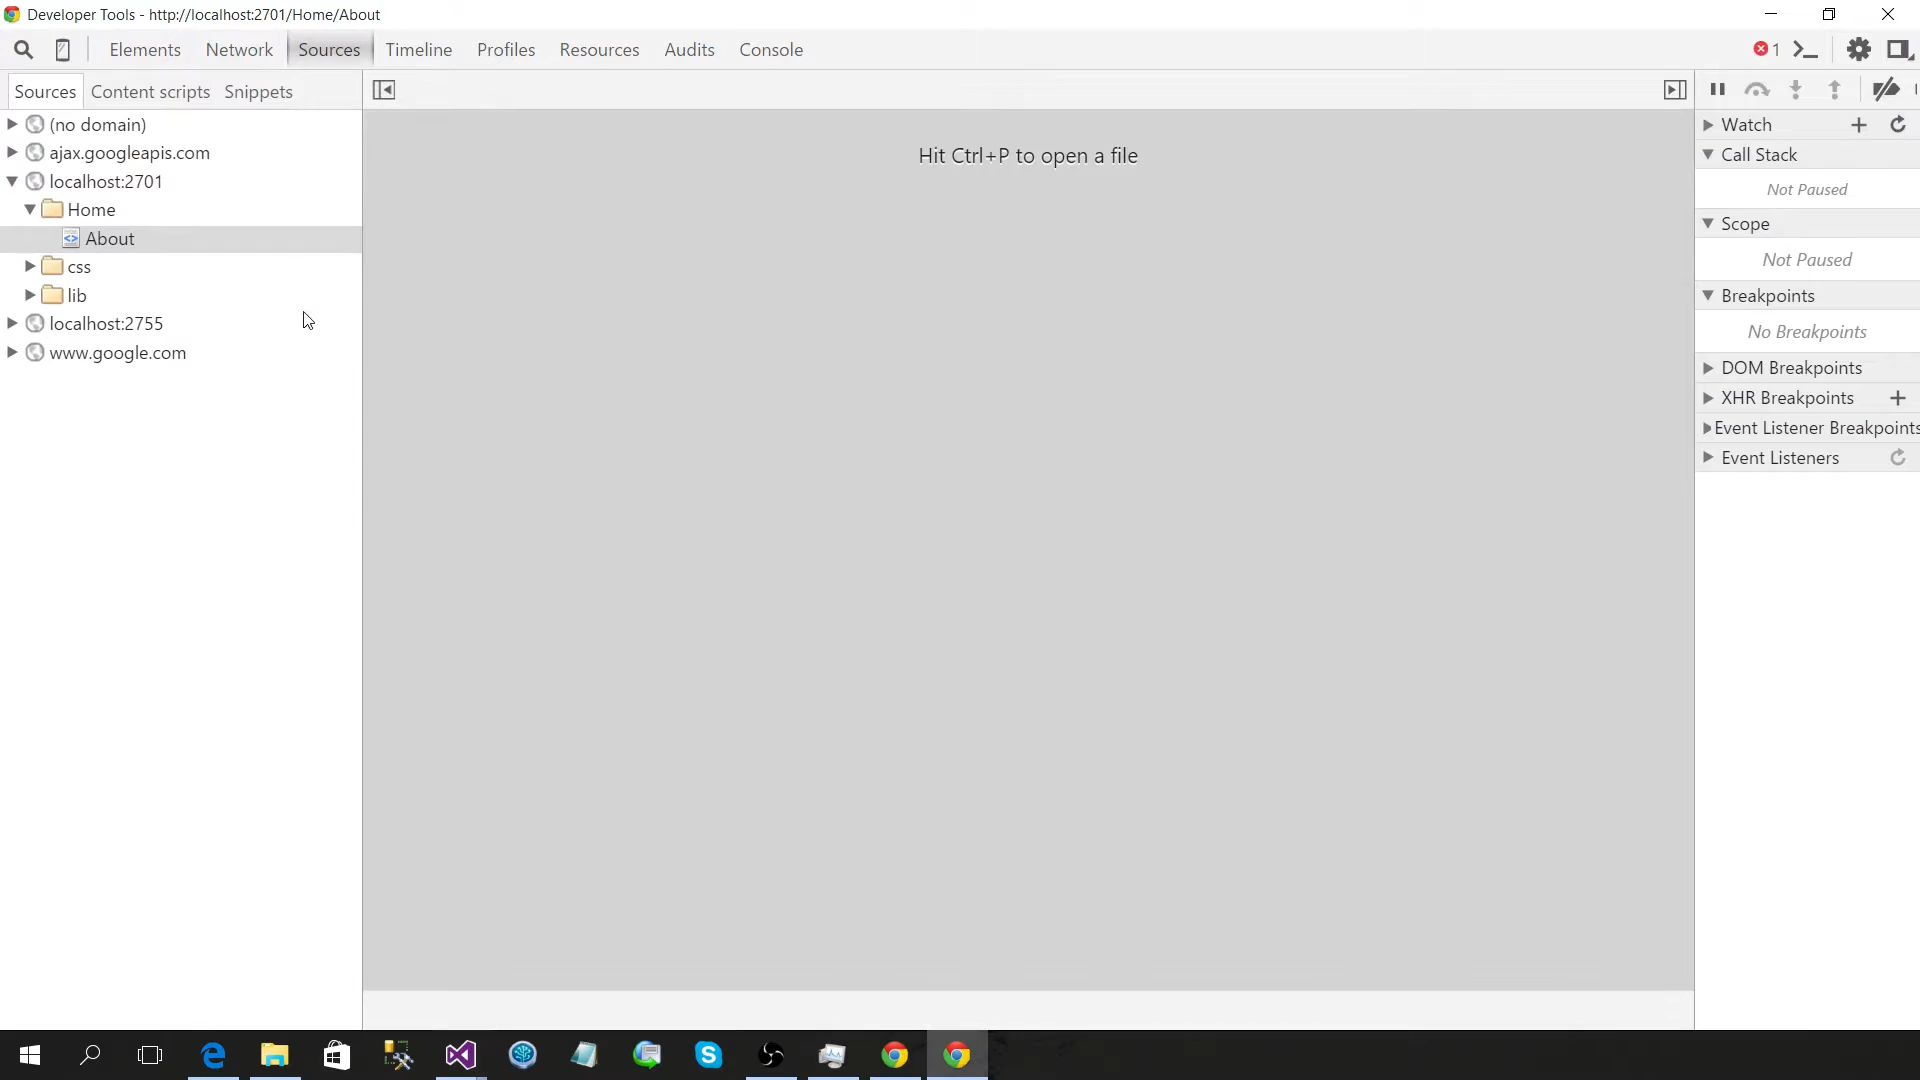 Developer Tools - http://localhost:2701/Home/About
Elements Network Sources Timeline Profiles Resources Audits Console 1
Sources Content scripts Snippets
(no domain)
ajax.googleapis.com
localhost:2701
Home
About
css
lib
localhost:2755
www.google.com
Hit Ctrl+P to open a file
Watch
Call Stack
Not Paused
Scope
Not Paused
Breakpoints
No Breakpoints
DOM Breakpoints
XHR Breakpoints
Event Listener Breakpoints
Event Listeners